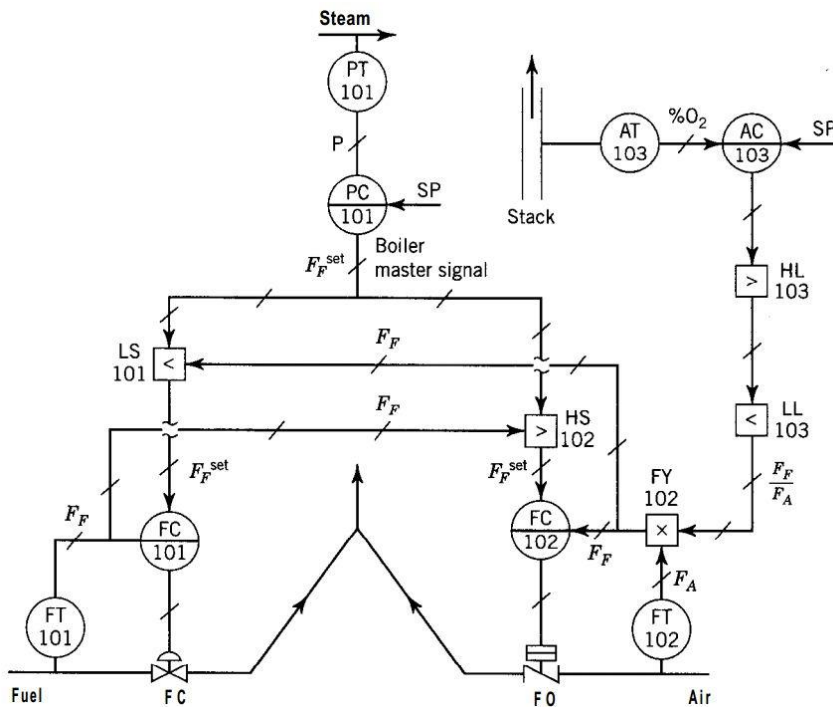 Steam
PT
101
P
PC
101
SP
F_F^set
Boiler
master signal
%O₂
AT
103
AC
103
SP
Stack
>
HL
103
<
LL
103
F_F
F_A
LS
101
<
F_F
F_F
>
HS
102
F_F^set
F_F^set
FY
102
×
F_F
FC
101
FC
102
F_F
F_A
FT
101
FT
102
Fuel
FC
FO
Air